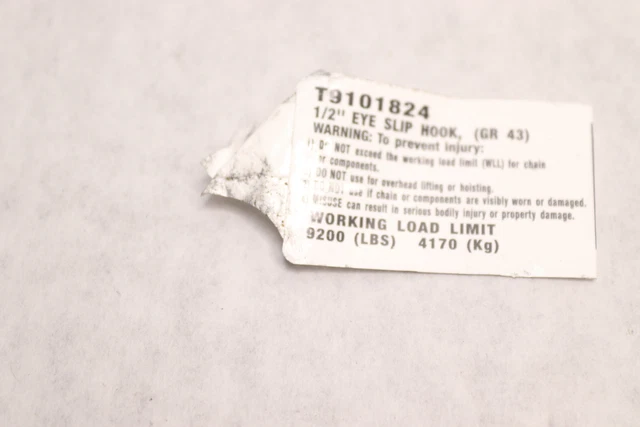 T9101824
1/2" EYE SLIP HOOK, (GR 43)
WARNING: To prevent injury:
NOT exceed the working load limit (WLL) for chain
components.
DO NOT use for overhead lifting or hoisting.
NOT use if chain or components are visibly worn or damaged.
can result in serious bodily injury or property damage.
WORKING LOAD LIMIT
9200 (LBS) 4170 (Kg)